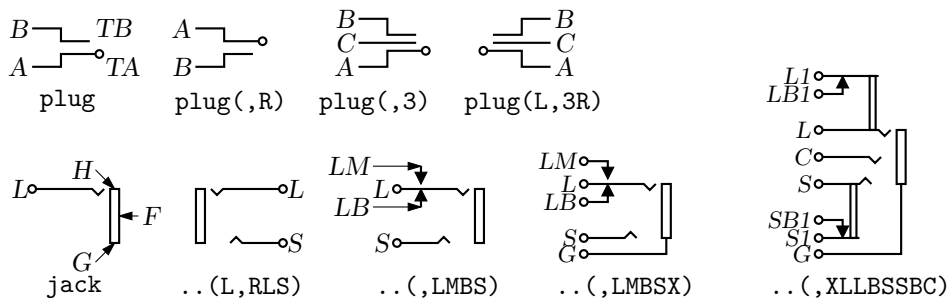 B TB
A TA
plug
A
B
plug(,R)
B
C
A
plug(,3)
B
C
A
plug(L,3R)
L
H
F
G
jack
L
S
..(L,RLS)
LM
L
LB
S
..(,LMBS)
LM
L
LB
S
G
..(,LMBSX)
L1
LB1
L
C
S
SB1
S1
G
..(,XLLBSSBC)